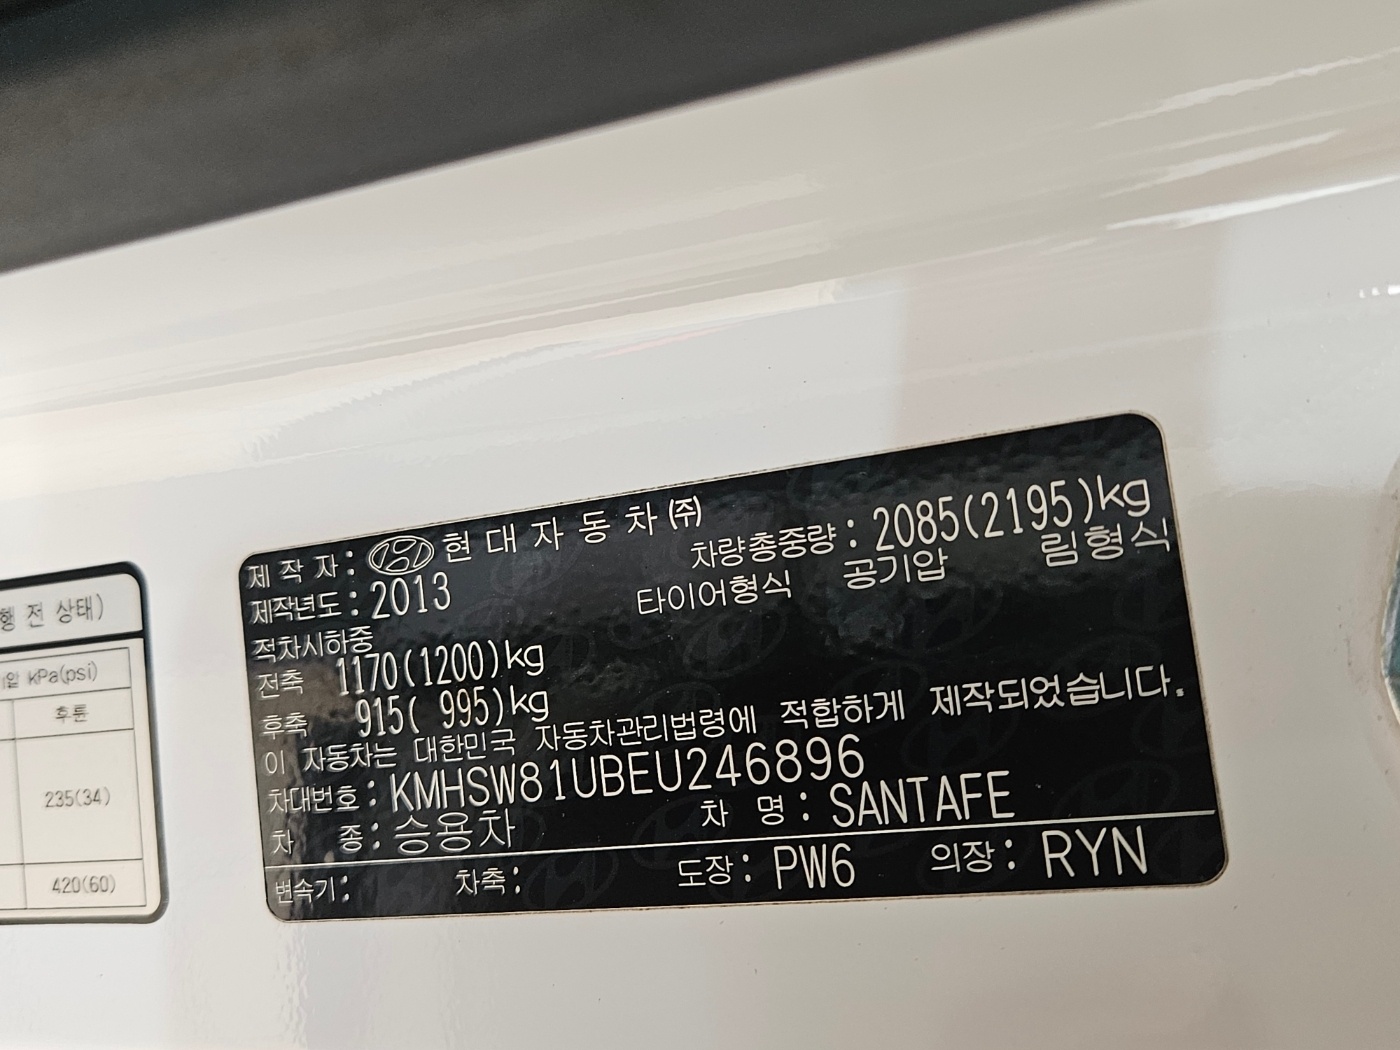 행 전 상태)
kPa(psi)
후륜
235(34)
420(60)
제 작 자 : 현 대 자 동 차 ㈜
제작년도 : 2013
차량총중량 : 2085(2195)kg
타이어형식 공기압 림형식
적차시하중
전축 1170(1200)kg
후축 915( 995)kg
이 자동차는 대한민국 자동차관리법령에 적합하게 제작되었습니다.
차대번호 : KMHSW81UBEU246896
차 종 : 승용차 차 명 : SANTAFE
변속기 : 차축 : 도장 : PW6 의장 : RYN